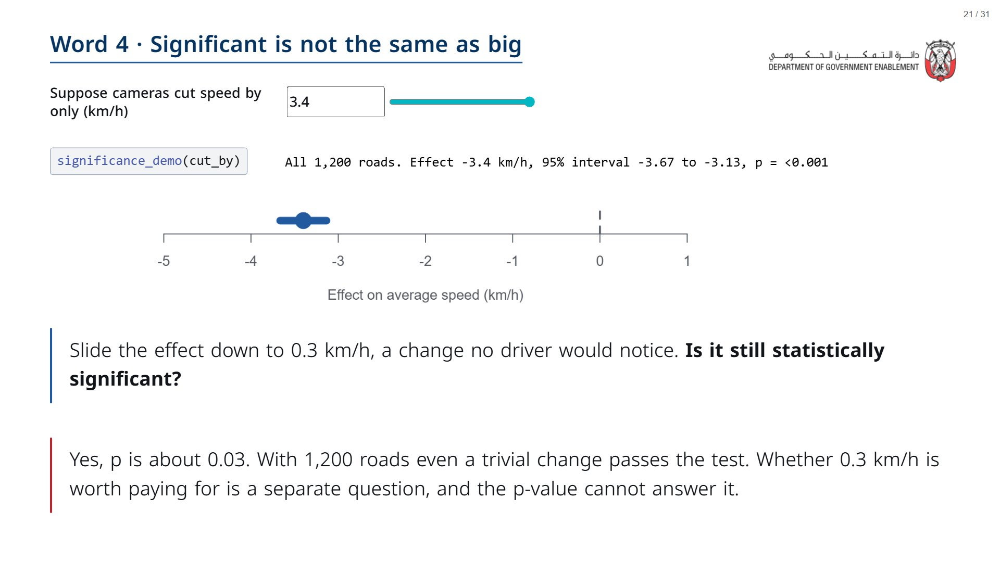 21 / 31
Word 4 · Significant is not the same as big
دائـرة التـمـكـيـن الـحـكـومـي
DEPARTMENT OF GOVERNMENT ENABLEMENT
Suppose cameras cut speed by
only (km/h)
3.4
significance_demo(cut_by)
All 1,200 roads. Effect -3.4 km/h, 95% interval -3.67 to -3.13, p = <0.001
-5 -4 -3 -2 -1 0 1
Effect on average speed (km/h)
Slide the effect down to 0.3 km/h, a change no driver would notice. Is it still statistically
significant?
Yes, p is about 0.03. With 1,200 roads even a trivial change passes the test. Whether 0.3 km/h is
worth paying for is a separate question, and the p-value cannot answer it.